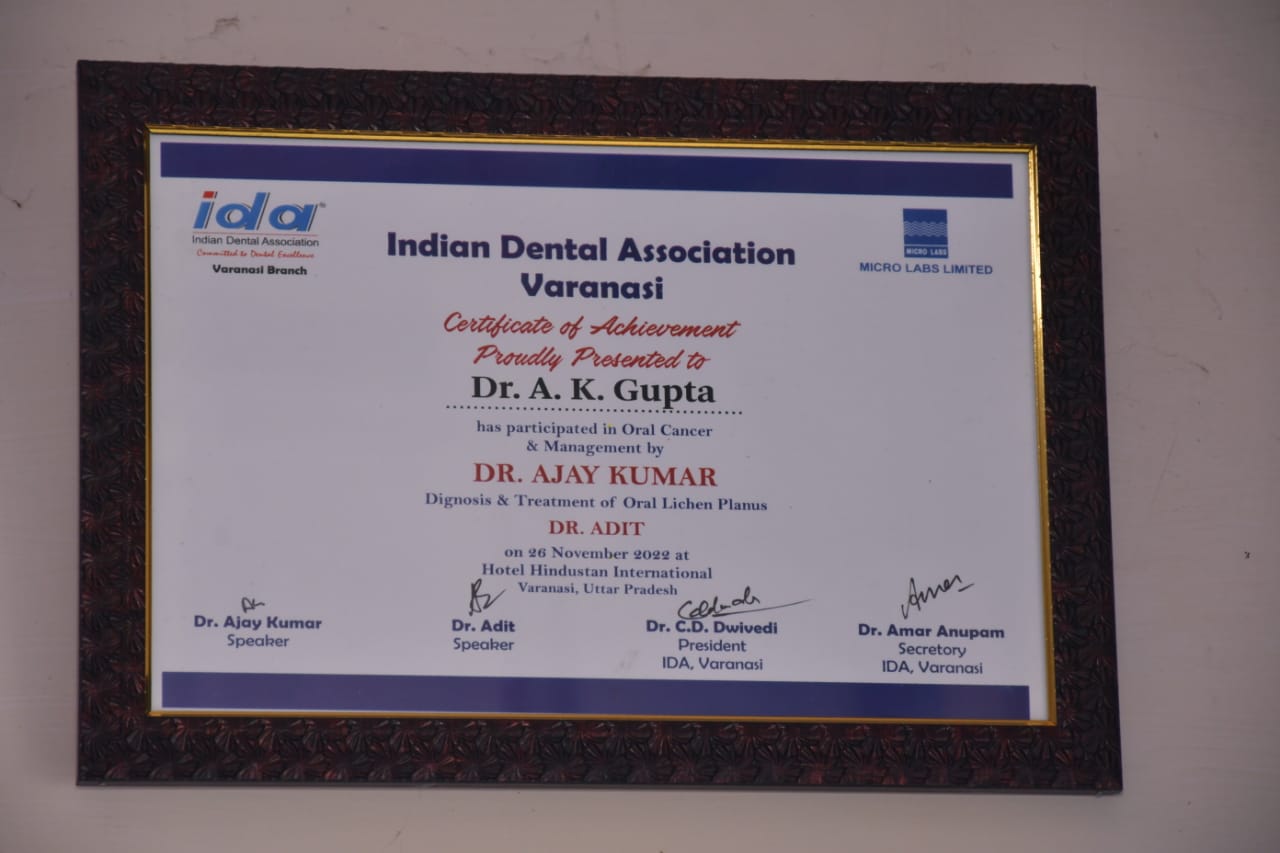 ida
Indian Dental Association
Committed to Dental Excellence
Varanasi Branch
MICRO LABS
MICRO LABS LIMITED
Indian Dental Association
Varanasi
Certificate of Achievement
Proudly Presented to
Dr. A. K. Gupta
has participated in Oral Cancer
& Management by
DR. AJAY KUMAR
Dignosis & Treatment of Oral Lichen Planus
DR. ADIT
on 26 November 2022 at
Hotel Hindustan International
Varanasi, Uttar Pradesh
Dr. Ajay Kumar
Speaker
Dr. Adit
Speaker
Dr. C.D. Dwivedi
President
IDA, Varanasi
Dr. Amar Anupam
Secretary
IDA, Varanasi